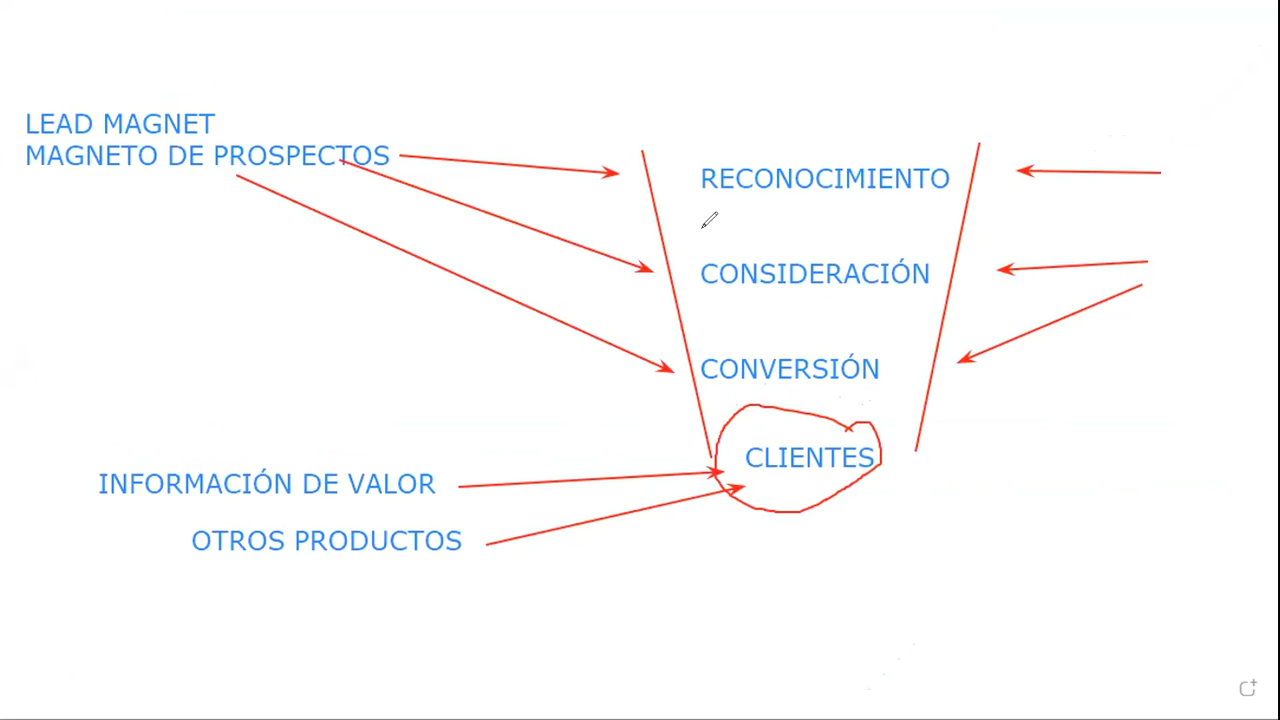 LEAD MAGNET
MAGNETO DE PROSPECTOS
RECONOCIMIENTO
CONSIDERACIÓN
CONVERSIÓN
CLIENTES
INFORMACIÓN DE VALOR
OTROS PRODUCTOS